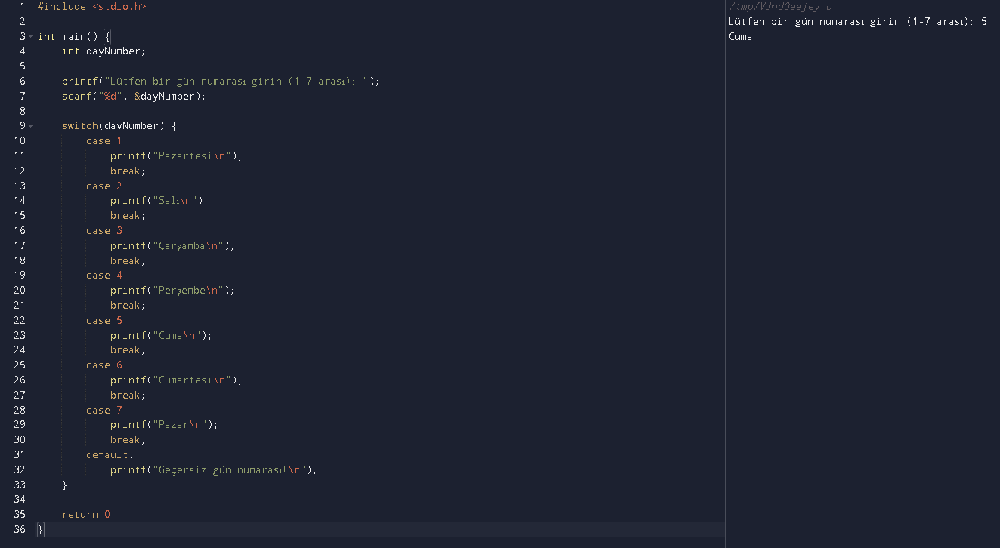 1 #include <stdio.h>
2
3 int main() {
4 int dayNumber;
5
6 printf("Lütfen bir gün numarası girin (1-7 arası): ");
7 scanf("%d", &dayNumber);
8
9 switch(dayNumber) {
10 case 1:
11 printf("Pazartesi\n");
12 break;
13 case 2:
14 printf("Salı\n");
15 break;
16 case 3:
17 printf("Çarşamba\n");
18 break;
19 case 4:
20 printf("Perşembe\n");
21 break;
22 case 5:
23 printf("Cuma\n");
24 break;
25 case 6:
26 printf("Cumartesi\n");
27 break;
28 case 7:
29 printf("Pazar\n");
30 break;
31 default:
32 printf("Geçersiz gün numarası!\n");
33 }
34
35 return 0;
36 }
/tmp/VJndOeejey.o
Lütfen bir gün numarası girin (1-7 arası): 5
Cuma